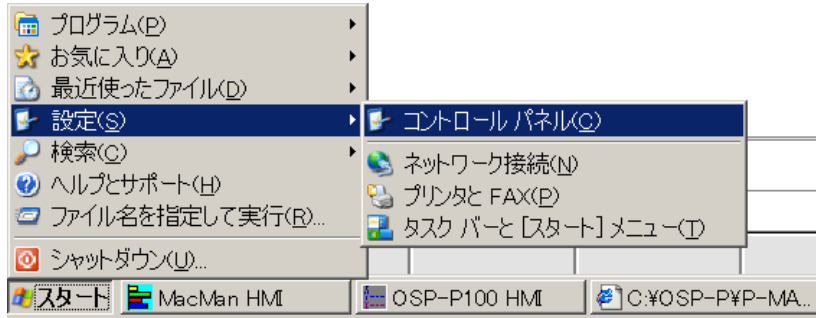 プログラム(P)
お気に入り(A)
最近使ったファイル(D)
設定(S)
検索(C)
ヘルプとサポート(H)
ファイル名を指定して実行(R)...
シャットダウン(U)...
コントロール パネル(C)
ネットワーク接続(N)
プリンタと FAX(P)
タスク バーと [スタート] メニュー(T)
スタート MacMan HMI OSP-P100 HMI C:¥OSP-P¥P-MA...